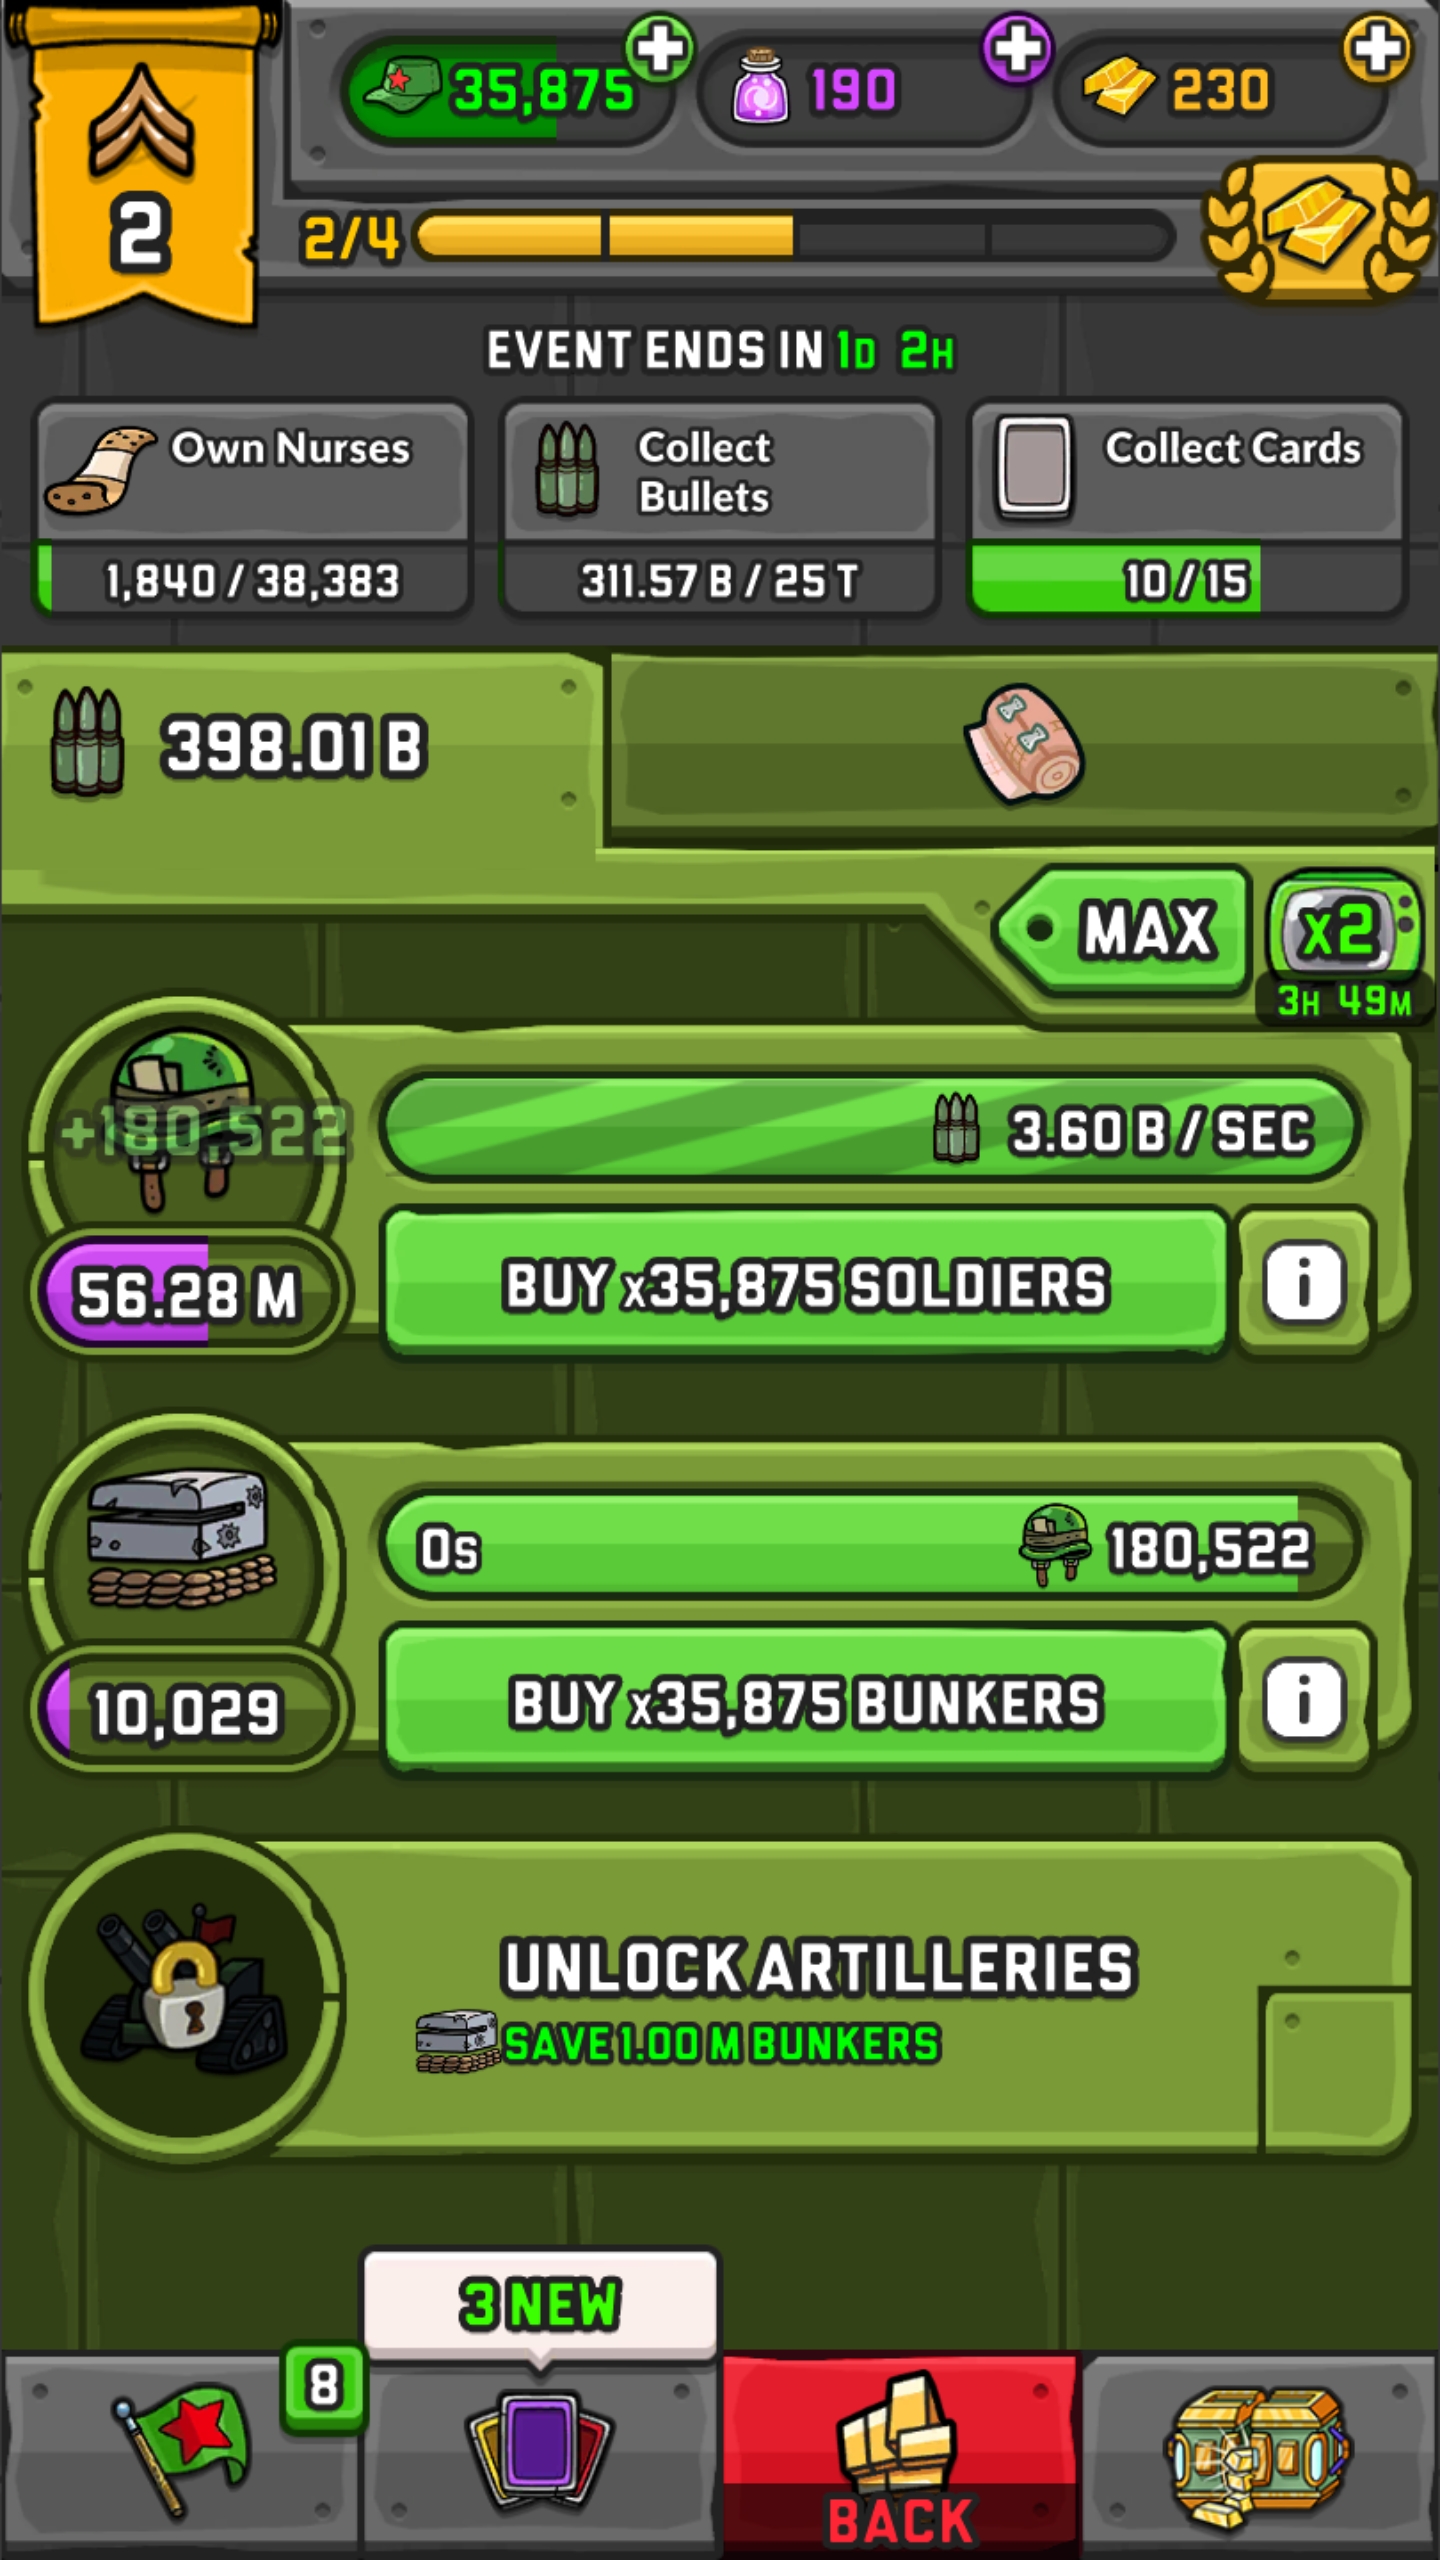 35,875
190
230
2
2/4
EVENT ENDS IN 1D 2H
Own Nurses
1,840 / 38,383
Collect
Bullets
311.57 B / 25 T
Collect Cards
10/15
398.01 B
MAX
x2
3H 49M
+180,522
3.60 B / SEC
56.28 M
BUY x35,875 SOLDIERS
i
0s
180,522
10,029
BUY x35,875 BUNKERS
i
UNLOCK ARTILLERIES
SAVE 1.00 M BUNKERS
3 NEW
8
BACK